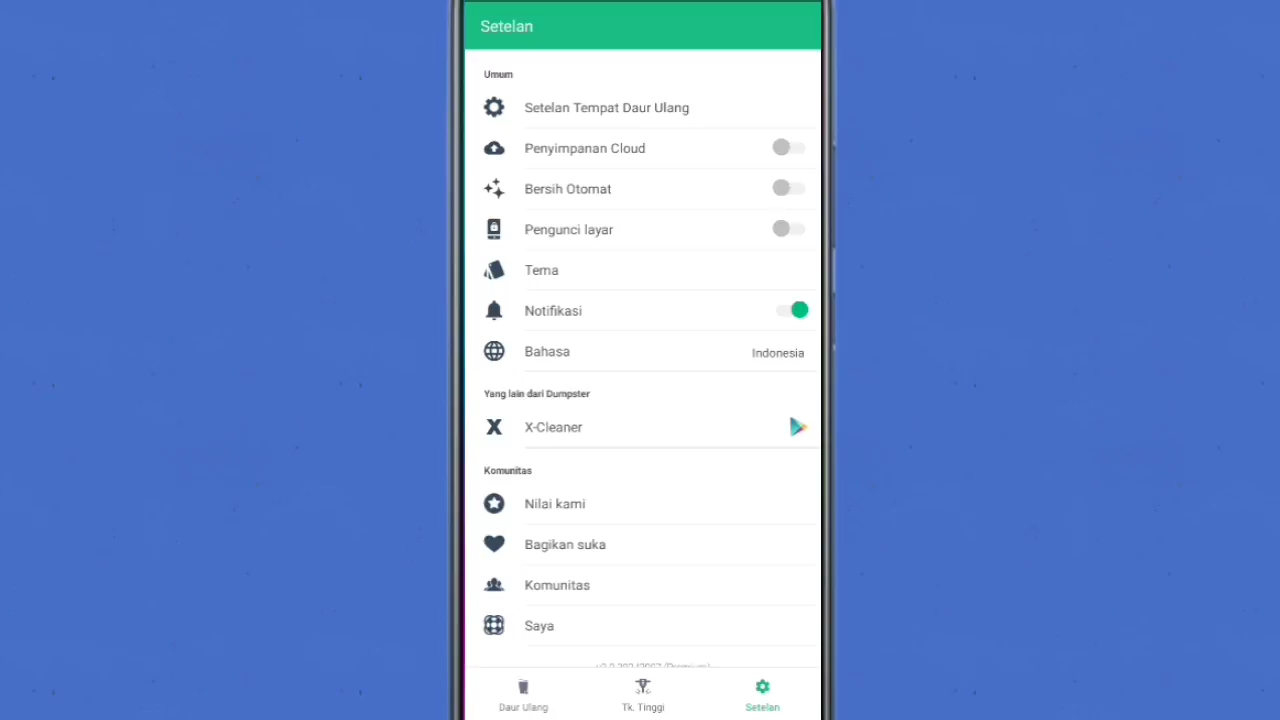 Setelan
Umum
Setelan Tempat Daur Ulang
Penyimpanan Cloud
Bersih Otomat
Pengunci layar
Tema
Notifikasi
Bahasa
Indonesia
Yang lain dari Dumpster
X-Cleaner
Komunitas
Nilai kami
Bagikan suka
Komunitas
Saya
Daur Ulang
Tk. Tinggi
Setelan